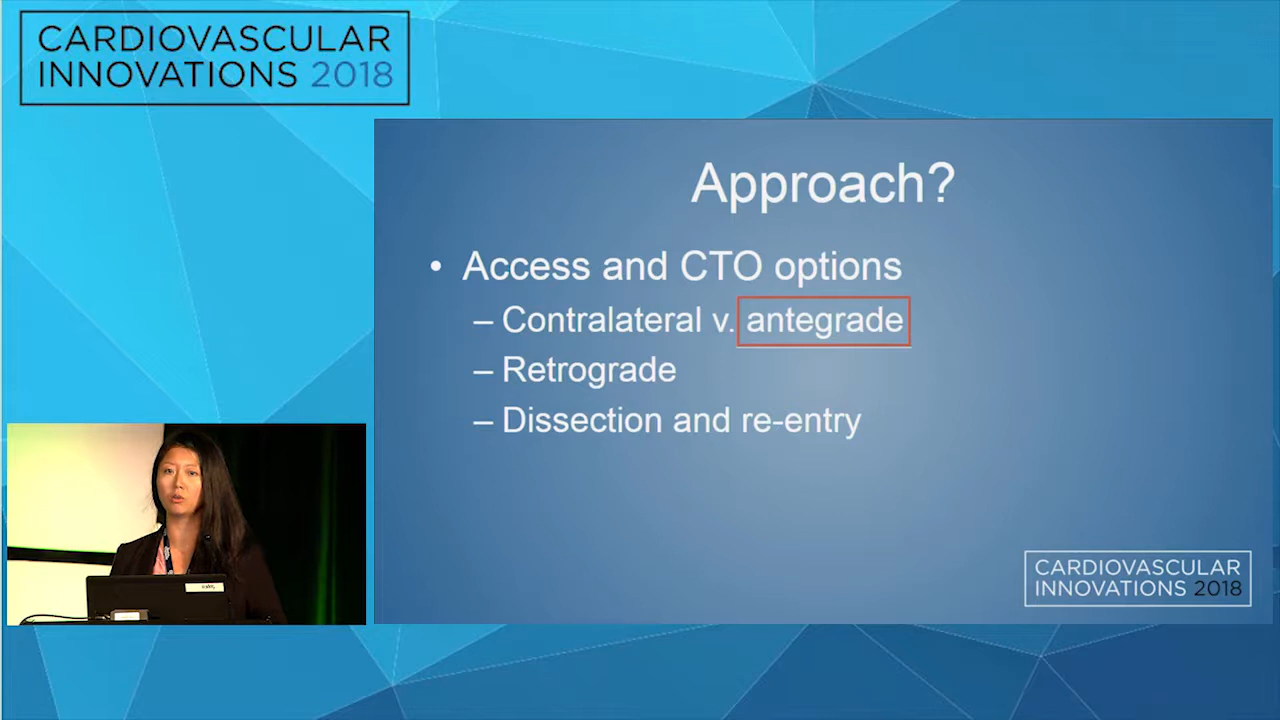 CARDIOVASCULAR
INNOVATIONS 2018
Approach?
• Access and CTO options
– Contralateral v. antegrade
– Retrograde
– Dissection and re-entry
CARDIOVASCULAR
INNOVATIONS 2018